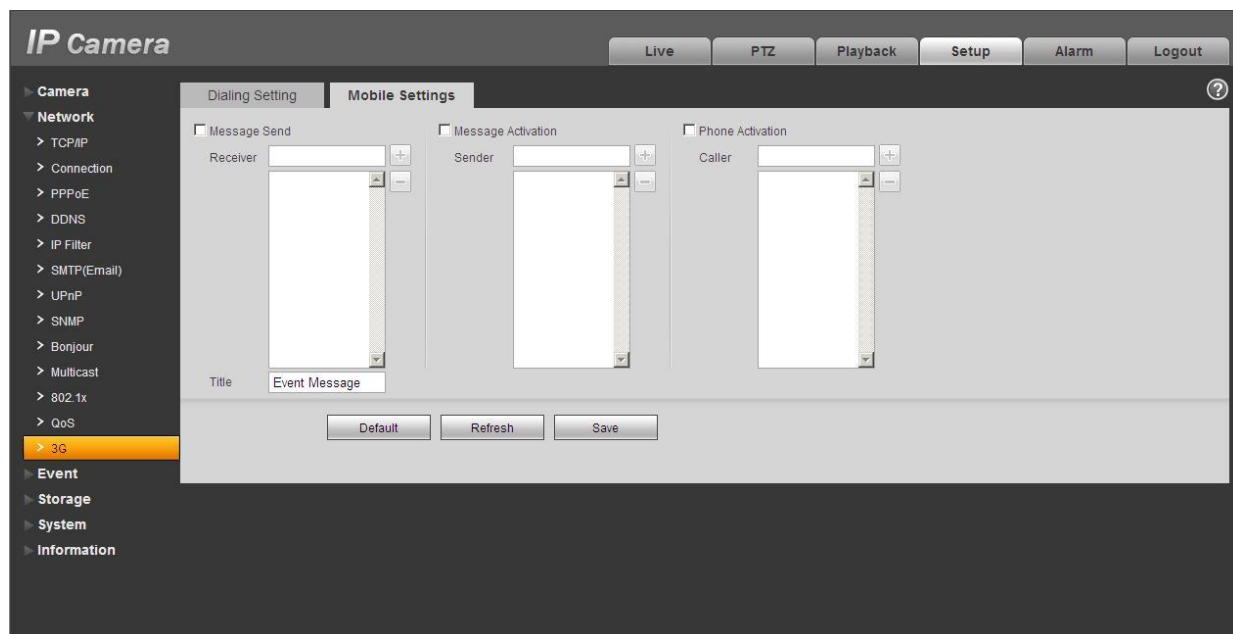 IP Camera
Live PTZ Playback Setup Alarm Logout
Camera
Network
> TCP/IP
> Connection
> PPPoE
> DDNS
> IP Filter
> SMTP(Email)
> UPnP
> SNMP
> Bonjour
> Multicast
> 802.1x
> QoS
> 3G
Event
Storage
System
Information
Dialing Setting Mobile Settings
?
Message Send Message Activation Phone Activation
Receiver + Sender + Caller +
− − −
Title Event Message
Default Refresh Save